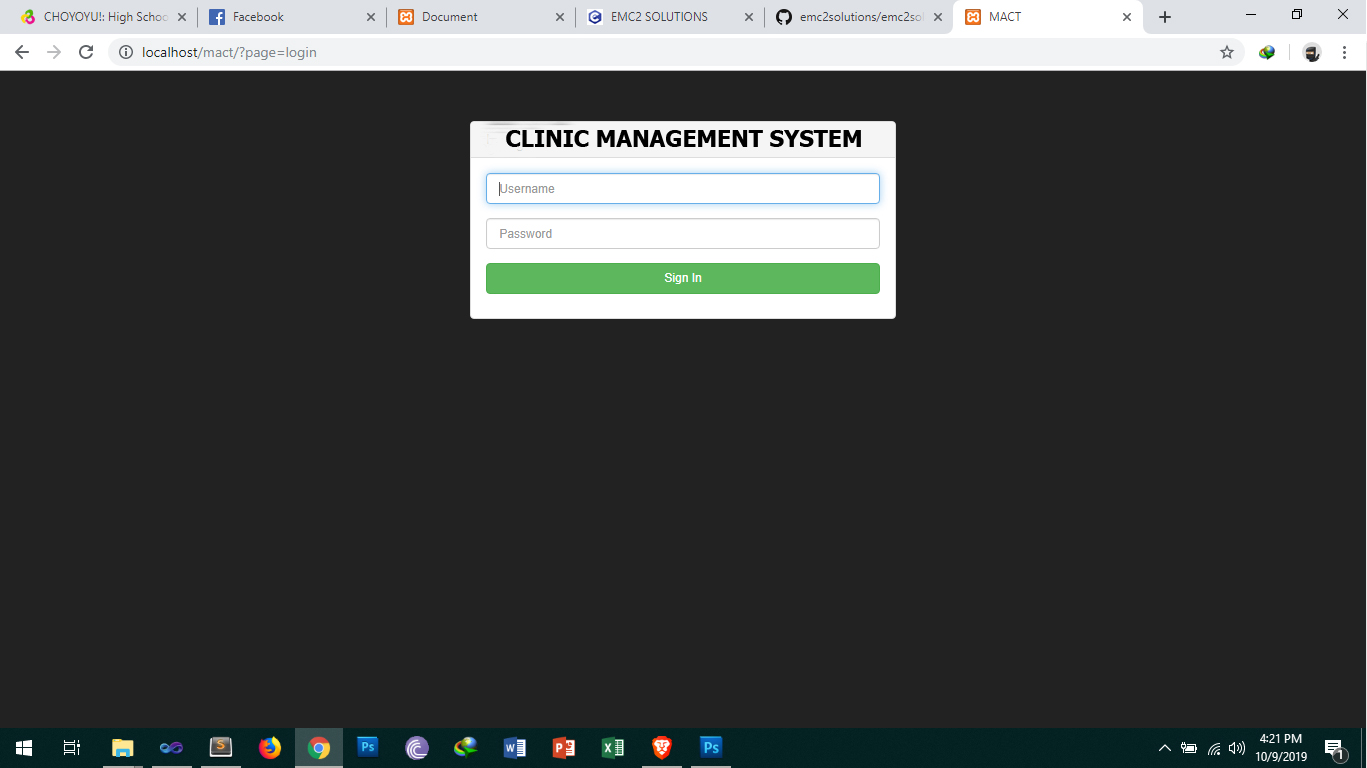 CHOYOYU!: High Schoo
Facebook
Document
EMC2 SOLUTIONS
emc2solutions/emc2sol
MACT
localhost/mact/?page=login
CLINIC MANAGEMENT SYSTEM
Username
Password
Sign In
4:21 PM
10/9/2019
1